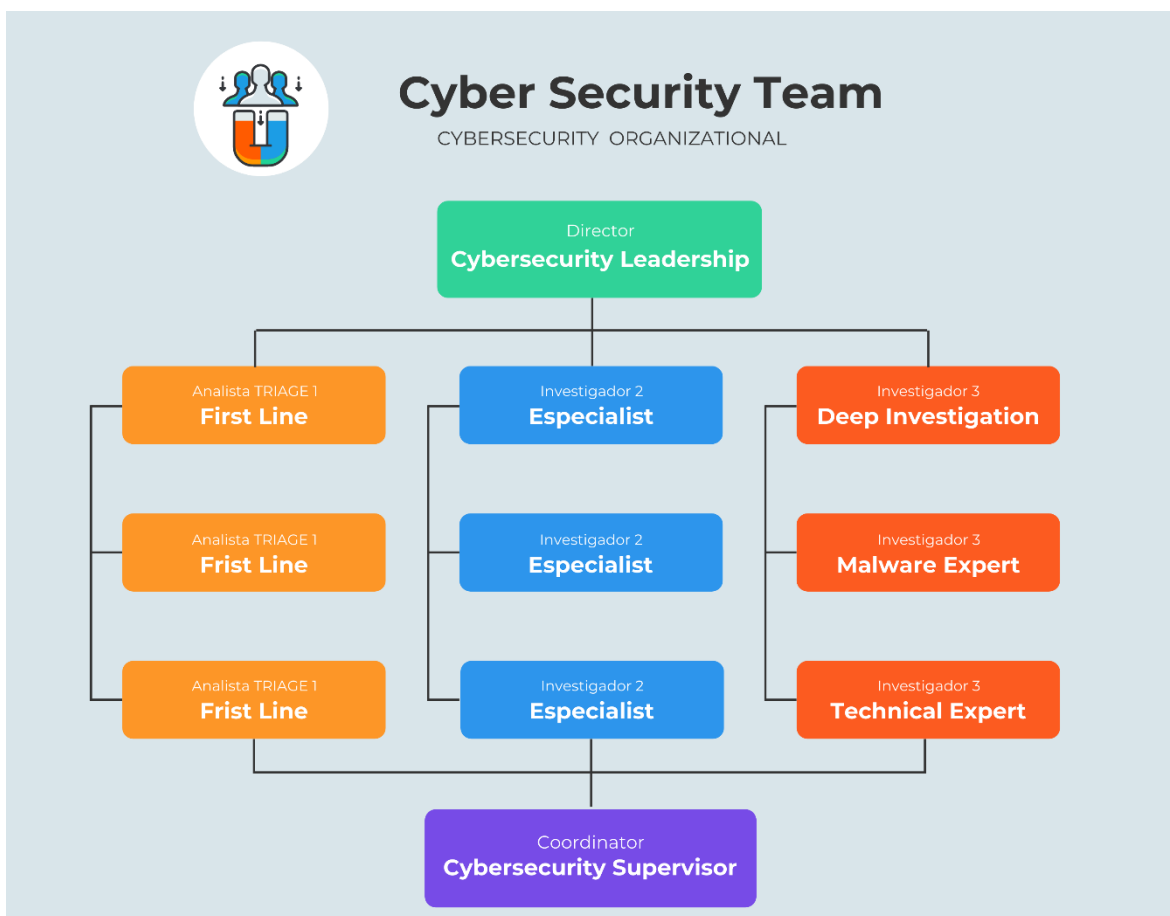 Cyber Security Team
CYBERSECURITY ORGANIZATIONAL
Director
Cybersecurity Leadership
Analista TRIAGE 1
First Line
Investigador 2
Especialist
Investigador 3
Deep Investigation
Analista TRIAGE 1
Frist Line
Investigador 2
Especialist
Investigador 3
Malware Expert
Analista TRIAGE 1
Frist Line
Investigador 2
Especialist
Investigador 3
Technical Expert
Coordinator
Cybersecurity Supervisor